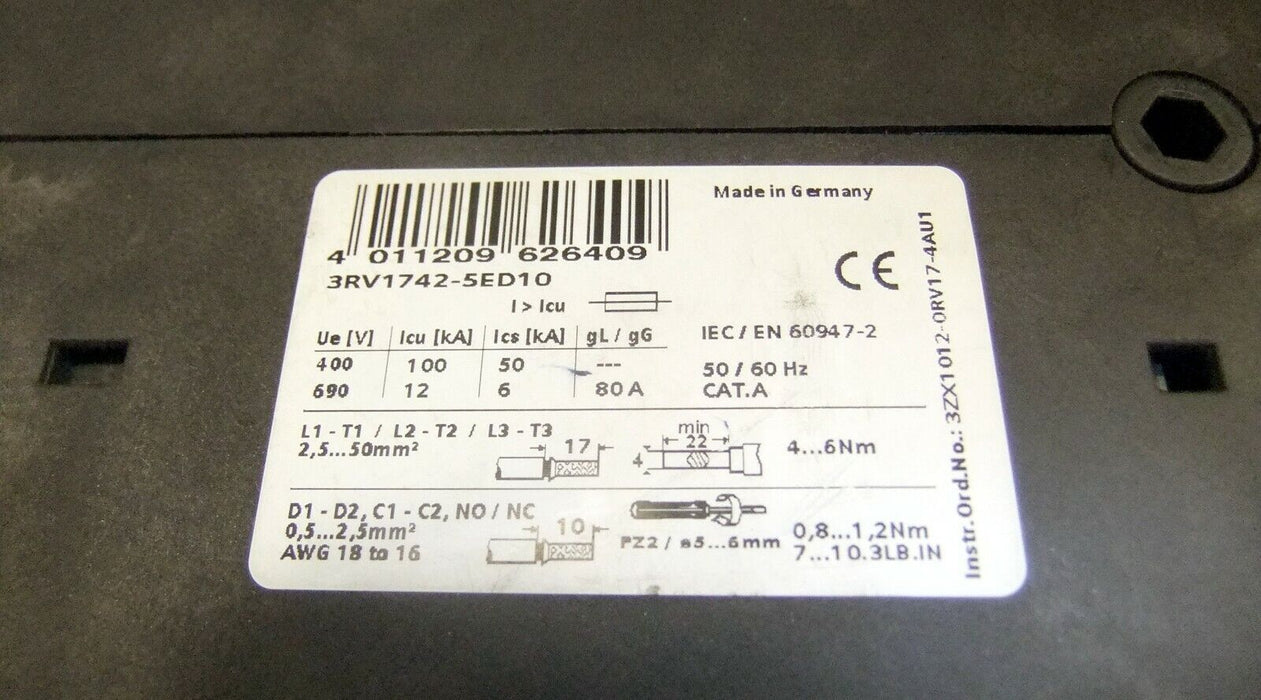 Made in Germany
4 011209 626409
3RV1742-5ED10
CE
I > Icu
Ue [V] Icu [kA] Ics [kA] gL / gG
400 100 50 ---
690 12 6 80 A
IEC / EN 60947-2
50 / 60 Hz
CAT.A
L1 - T1 / L2 - T2 / L3 - T3
2,5...50mm²
17
4
min
22
4...6Nm
D1 - D2, C1 - C2, NO / NC
0,5...2,5mm²
AWG 18 to 16
10
PZ2 / ø5...6mm
0,8...1,2Nm
7...10.3LB.IN
Instr.Ord.No.: 3ZX1012-0RV17-4AU1